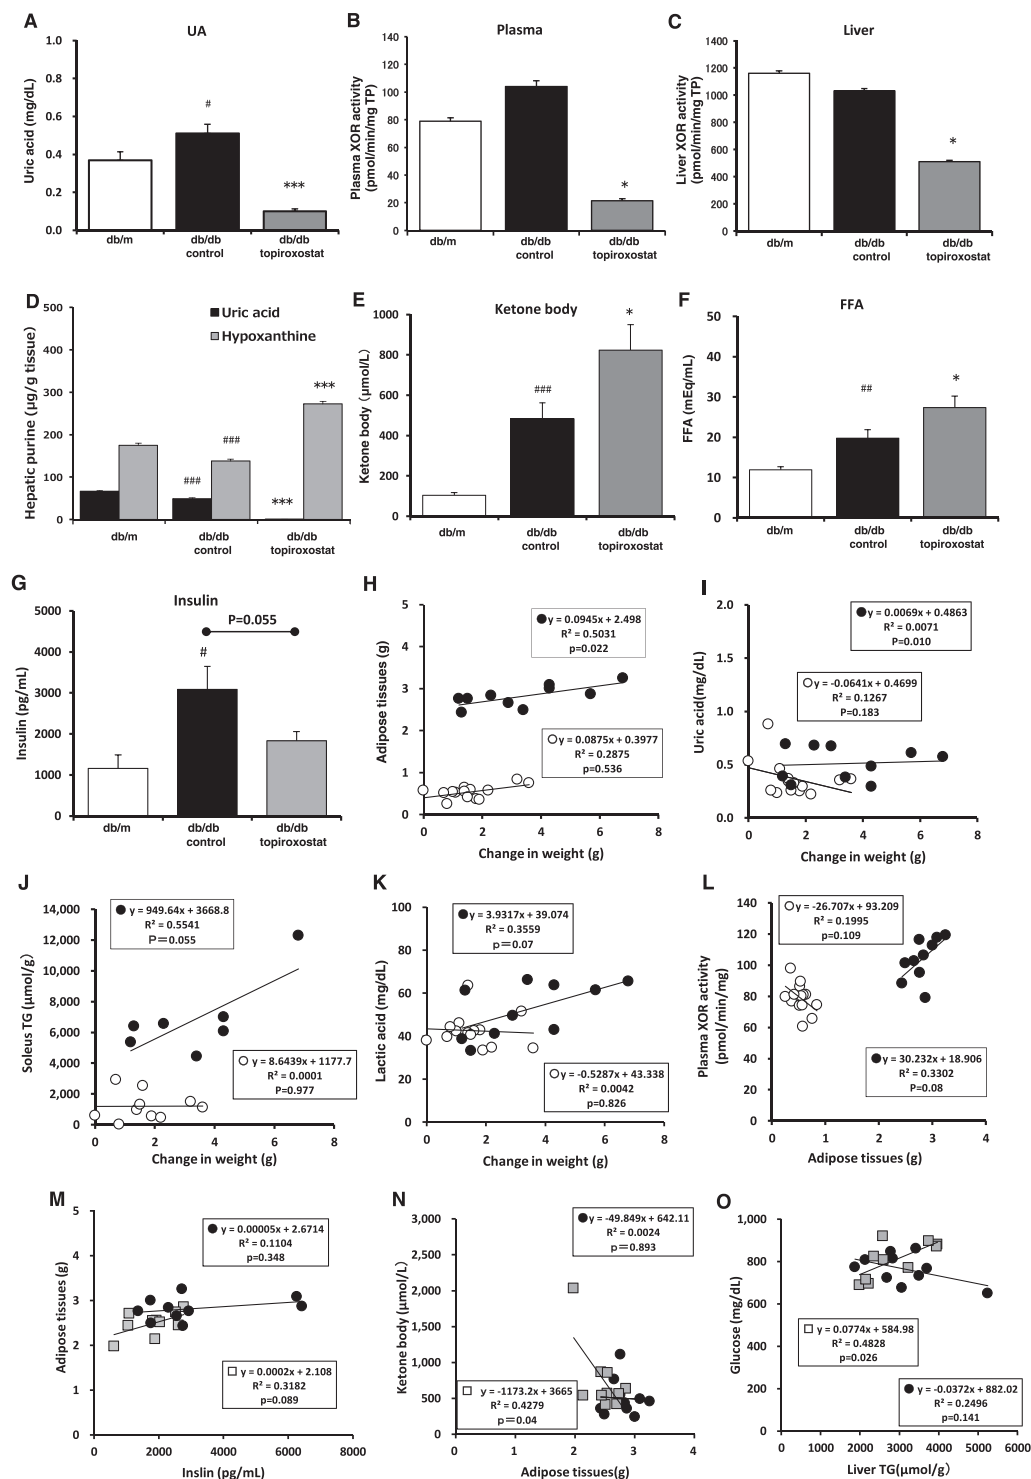 A
UA
Uric acid (mg/dL)
1.0
0.8
0.6
0.4
0.2
0.0
#
***
db/m
db/db
control
db/db
topiroxostat
B
Plasma
Plasma XOR activity
(pmol/min/mg TP)
140
120
100
80
60
40
20
0
*
db/m
db/db
control
db/db
topiroxostat
C
Liver
Liver XOR activity
(pmol/min/mg TP)
1400
1200
1000
800
600
400
200
0
*
db/m
db/db
control
db/db
topiroxostat
D
Hepatic purine (µg/g tissue)
500
400
300
200
100
0
Uric acid
Hypoxanthine
###
###
***
***
db/m
db/db
control
db/db
topiroxostat
E
Ketone body
Ketone body (µmol/L)
1000
800
600
400
200
0
###
*
db/m
db/db
control
db/db
topiroxostat
F
FFA
FFA (mEq/mL)
50
40
30
20
10
0
##
*
db/m
db/db
control
db/db
topiroxostat
G
Insulin
Insulin (pg/mL)
5000
4000
3000
2000
1000
0
P=0.055
#
db/m
db/db
control
db/db
topiroxostat
H
Adipose tissues (g)
5
4
3
2
1
0
y = 0.0945x + 2.498
R² = 0.5031
p=0.022
y = 0.0875x + 0.3977
R² = 0.2875
p=0.536
0 2 4 6 8
Change in weight (g)
I
Uric acid(mg/dL)
2.0
1.5
1.0
0.5
0.0
y = 0.0069x + 0.4863
R² = 0.0071
P=0.010
y = -0.0641x + 0.4699
R² = 0.1267
P=0.183
0 2 4 6 8
Change in weight (g)
J
Soleus TG (µmol/g)
14,000
12,000
10,000
8,000
6,000
4,000
2,000
0
y = 949.64x + 3668.8
R² = 0.5541
P=0.055
y = 8.6439x + 1177.7
R² = 0.0001
P=0.977
0 2 4 6 8
Change in weight (g)
K
Lactic acid (mg/dL)
100
80
60
40
20
0
y = 3.9317x + 39.074
R² = 0.3559
p=0.07
y = -0.5287x + 43.338
R² = 0.0042
p=0.826
0 2 4 6 8
Change in weight (g)
L
Plasma XOR activity
(pmol/min/mg)
140
120
100
80
60
40
20
0
y = -26.707x + 93.209
R² = 0.1995
p=0.109
y = 30.232x + 18.906
R² = 0.3302
P=0.08
0 1 2 3 4
Adipose tissues (g)
M
Adipose tissues (g)
5
4
3
2
1
0
y = 0.00005x + 2.6714
R² = 0.1104
p=0.348
y = 0.0002x + 2.108
R² = 0.3182
p=0.089
0 2000 4000 6000 8000
Inslin (pg/mL)
N
Ketone body (µmol/L)
3,000
2,500
2,000
1,500
1,000
500
0
y = -49.849x + 642.11
R² = 0.0024
p=0.893
y = -1173.2x + 3665
R² = 0.4279
p=0.04
0 1 2 3 4
Adipose tissues(g)
O
Glucose (mg/dL)
1,000
800
600
400
200
0
y = 0.0774x + 584.98
R² = 0.4828
p=0.026
y = -0.0372x + 882.02
R² = 0.2496
p=0.141
0 1000 2000 3000 4000 5000 6000
Liver TG(µmol/g)